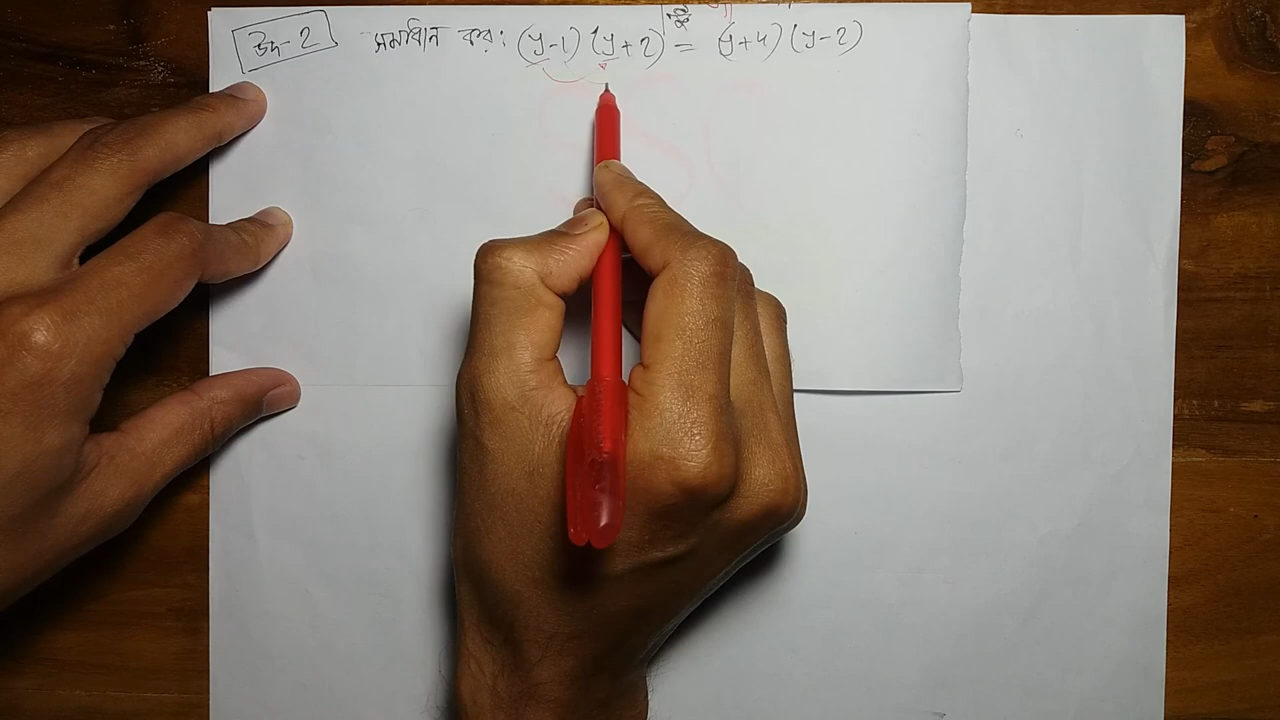 উদা-2 সমাধান কর: (y-1)(y+2) = (y+4)(y-2)